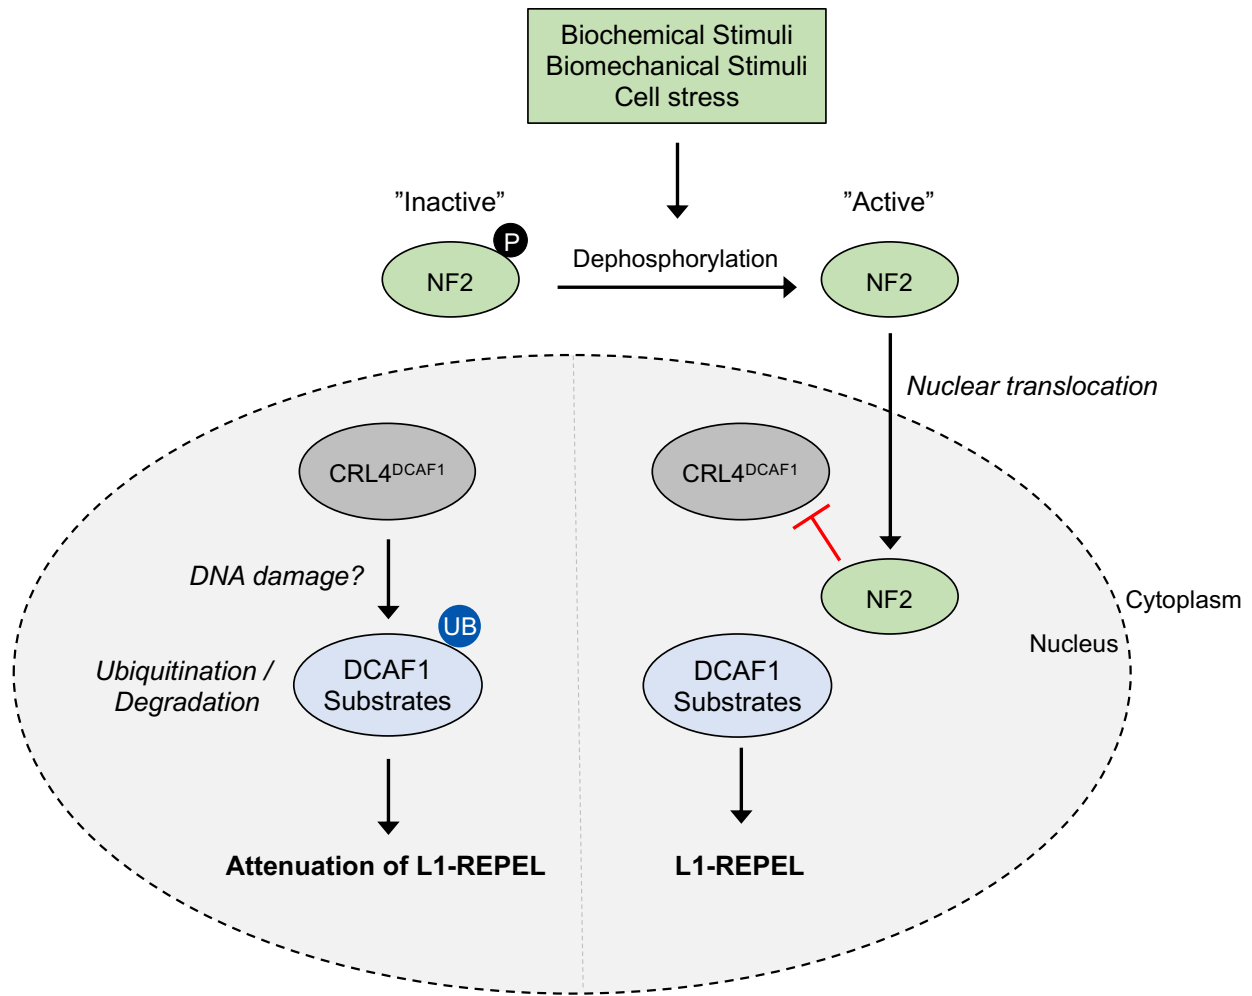 Biochemical Stimuli
Biomechanical Stimuli
Cell stress
”Inactive”
”Active”
P
NF2
Dephosphorylation
NF2
Nuclear translocation
CRL4DCAF1
CRL4DCAF1
DNA damage?
NF2
Cytoplasm
Nucleus
UB
Ubiquitination /
Degradation
DCAF1
Substrates
DCAF1
Substrates
Attenuation of L1-REPEL
L1-REPEL